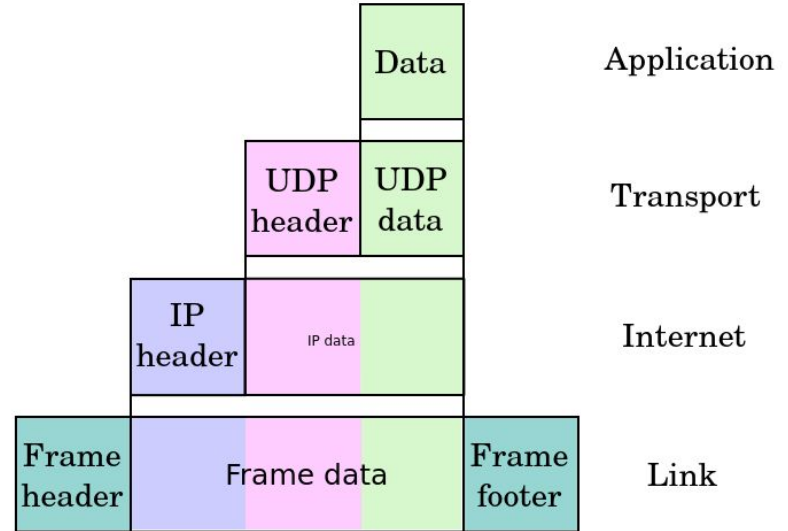 Data
Application
UDP
header
UDP
data
Transport
IP
header
IP data
Internet
Frame
header
Frame data
Frame
footer
Link